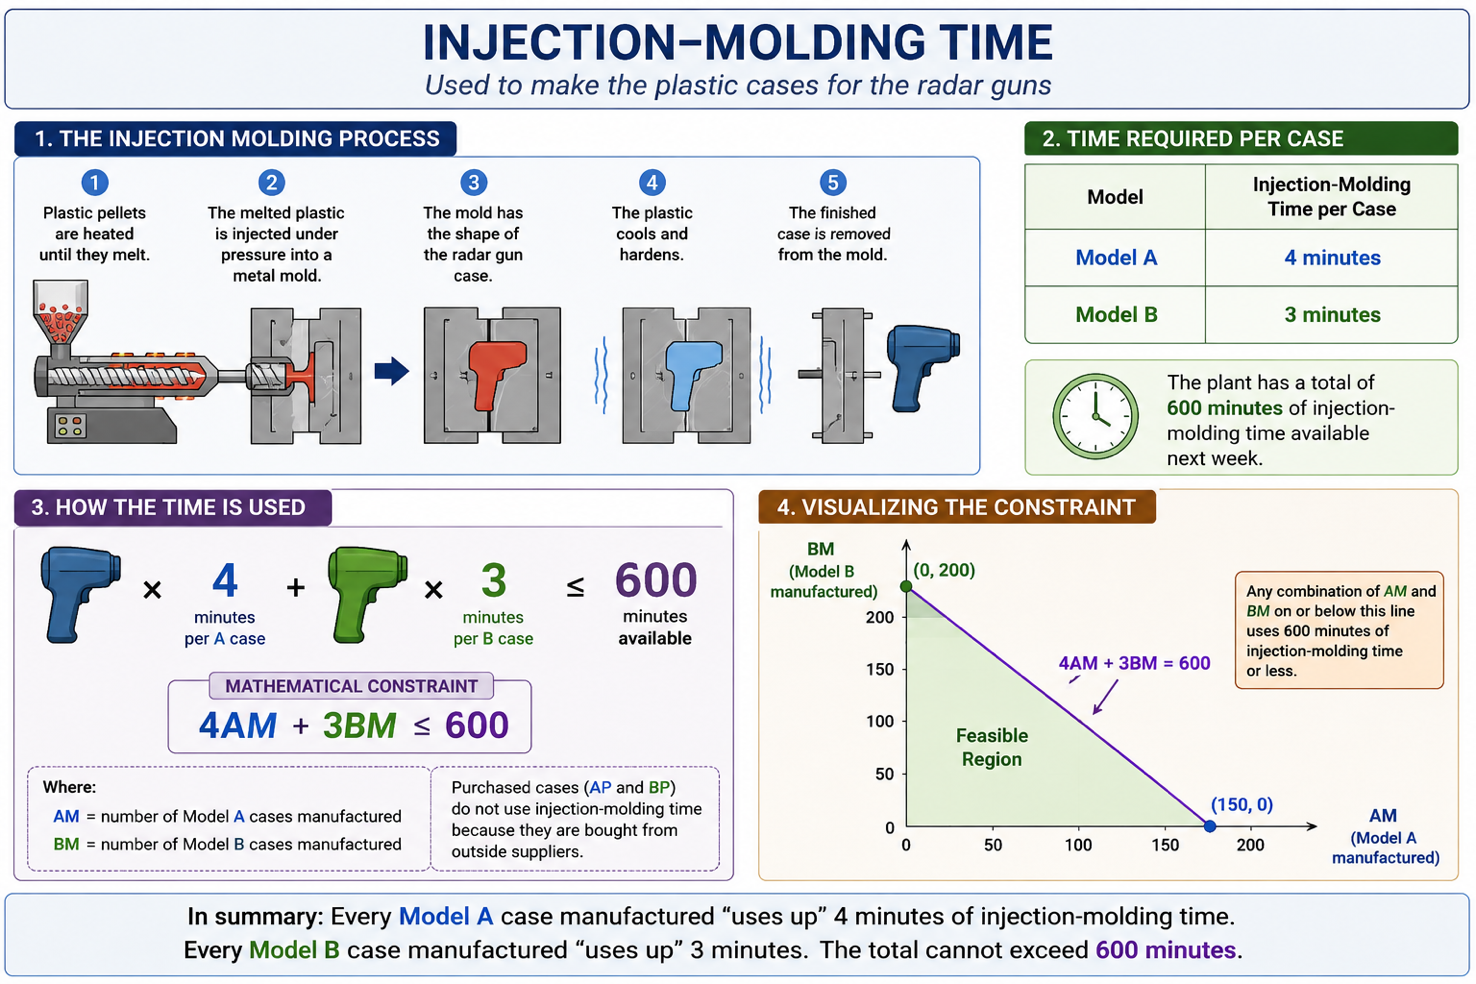 INJECTION–MOLDING TIME
Used to make the plastic cases for the radar guns
1. THE INJECTION MOLDING PROCESS
1
Plastic pellets
are heated
until they melt.
2
The melted plastic
is injected under
pressure into a
metal mold.
3
The mold has
the shape of
the radar gun
case.
4
The plastic
cools and
hardens.
5
The finished
case is removed
from the mold.
2. TIME REQUIRED PER CASE
Model
Injection-Molding
Time per Case
Model A
4 minutes
Model B
3 minutes
The plant has a total of
600 minutes of injection-
molding time available
next week.
3. HOW THE TIME IS USED
× 4 + × 3 ≤ 600
minutes
per A case
minutes
per B case
minutes
available
MATHEMATICAL CONSTRAINT
4AM + 3BM ≤ 600
Where:
AM = number of Model A cases manufactured
BM = number of Model B cases manufactured
Purchased cases (AP and BP)
do not use injection-molding time
because they are bought from
outside suppliers.
4. VISUALIZING THE CONSTRAINT
BM
(Model B
manufactured)
(0, 200)
200
150
100
50
0
4AM + 3BM = 600
Feasible
Region
(150, 0)
0 50 100 150 200
AM
(Model A
manufactured)
Any combination of AM and
BM on or below this line
uses 600 minutes of
injection-molding time
or less.
In summary: Every Model A case manufactured “uses up” 4 minutes of injection-molding time.
Every Model B case manufactured “uses up” 3 minutes. The total cannot exceed 600 minutes.